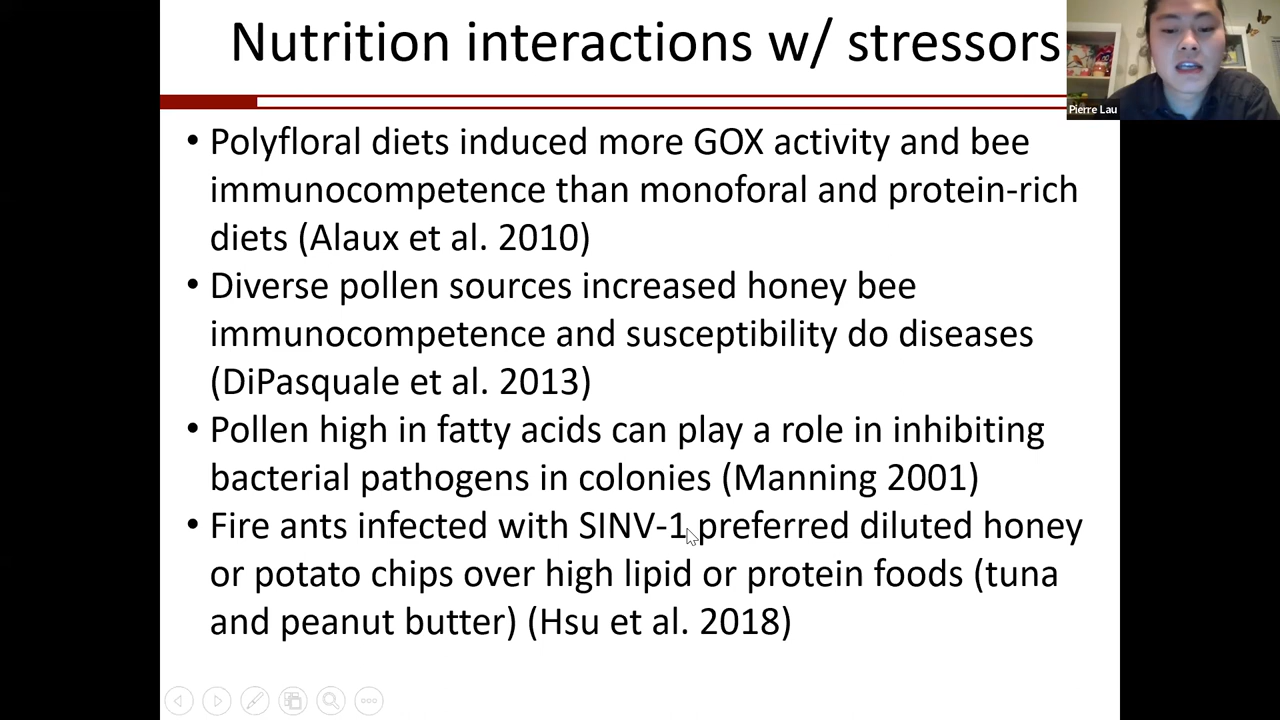 Nutrition interactions w/ stressors
Pierre Lau
• Polyfloral diets induced more GOX activity and bee
immunocompetence than monoforal and protein-rich
diets (Alaux et al. 2010)
• Diverse pollen sources increased honey bee
immunocompetence and susceptibility do diseases
(DiPasquale et al. 2013)
• Pollen high in fatty acids can play a role in inhibiting
bacterial pathogens in colonies (Manning 2001)
• Fire ants infected with SINV-1 preferred diluted honey
or potato chips over high lipid or protein foods (tuna
and peanut butter) (Hsu et al. 2018)